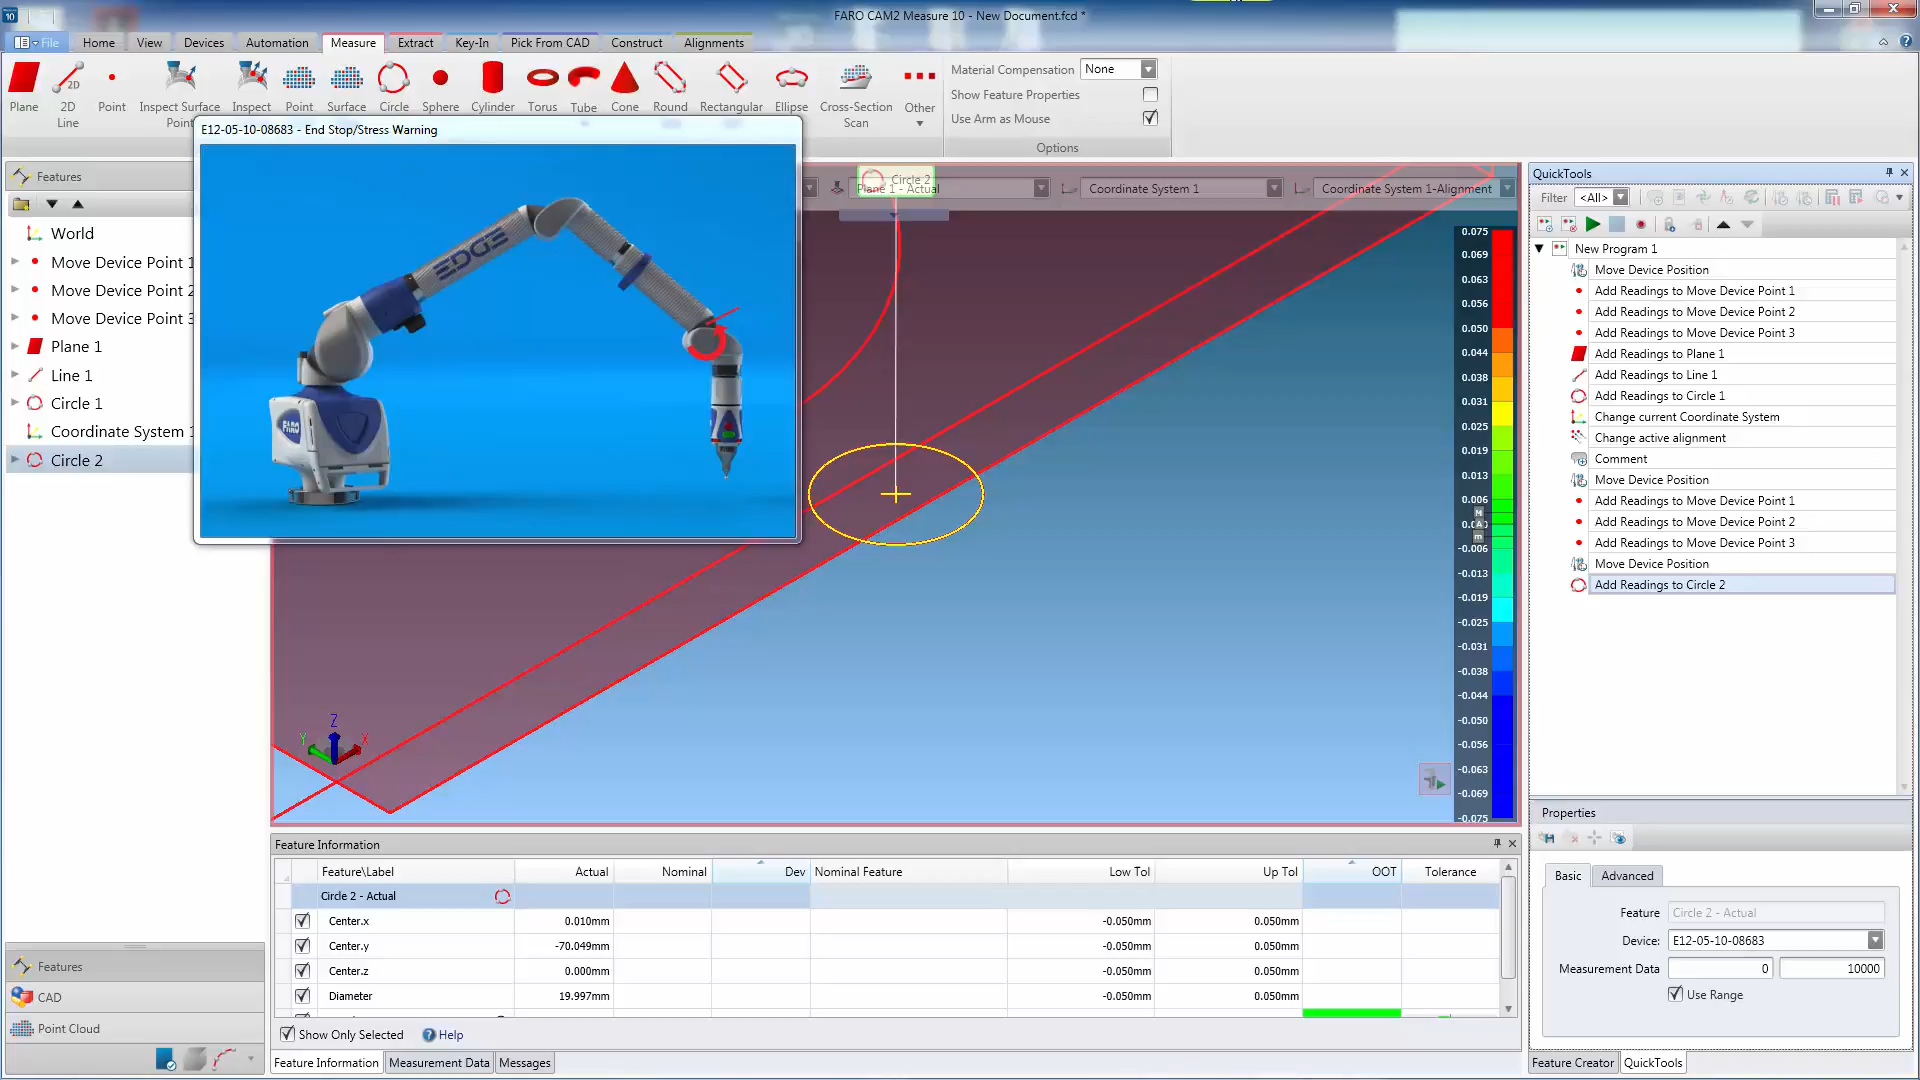 FARO CAM2 Measure 10 - New Document.fcd *
10
File Home View Devices Automation Measure Extract Key-In Pick From CAD Construct Alignments
Plane
2D
Line
Point
Inspect Surface
Point
Inspect
Point
Surface
Circle
Sphere
Cylinder
Torus
Tube
Cone
Round
Rectangular
Ellipse
Cross-Section
Scan
Other
Material Compensation None
Show Feature Properties
Use Arm as Mouse
Options
E12-05-10-08683 - End Stop/Stress Warning
EDGE
FARO
Features
World
Move Device Point 1
Move Device Point 2
Move Device Point 3
Plane 1
Line 1
Circle 1
Coordinate System 1
Circle 2
Features
CAD
Point Cloud
Circle 2
Plane 1 - Actual
Coordinate System 1
Coordinate System 1-Alignment
0.075
0.069
0.063
0.056
0.050
0.044
0.038
0.031
0.025
0.019
0.013
0.006
-0.006
-0.013
-0.019
-0.025
-0.031
-0.038
-0.044
-0.050
-0.056
-0.063
-0.069
-0.075
M
A
m
Z
Y
X
QuickTools
Filter <All>
New Program 1
Move Device Position
Add Readings to Move Device Point 1
Add Readings to Move Device Point 2
Add Readings to Move Device Point 3
Add Readings to Plane 1
Add Readings to Line 1
Add Readings to Circle 1
Change current Coordinate System
Change active alignment
Comment
Move Device Position
Add Readings to Move Device Point 1
Add Readings to Move Device Point 2
Add Readings to Move Device Point 3
Move Device Position
Add Readings to Circle 2
Properties
Basic Advanced
Feature Circle 2 - Actual
Device: E12-05-10-08683
Measurement Data 0 10000
Use Range
Feature Creator QuickTools
Feature Information
Feature\Label Actual Nominal Dev Nominal Feature Low Tol Up Tol OOT Tolerance
Circle 2 - Actual
Center.x 0.010mm -0.050mm 0.050mm
Center.y -70.049mm -0.050mm 0.050mm
Center.z 0.000mm -0.050mm 0.050mm
Diameter 19.997mm -0.050mm 0.050mm
Show Only Selected Help
Feature Information Measurement Data Messages